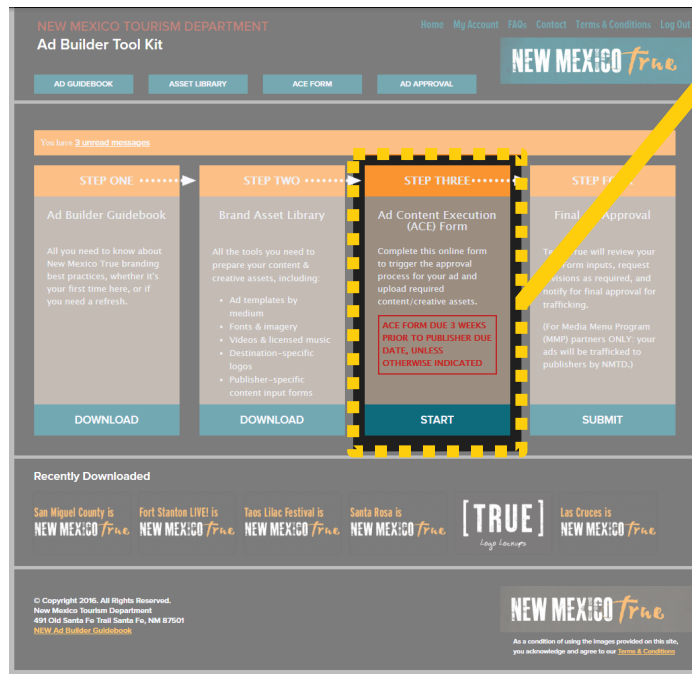 NEW MEXICO TOURISM DEPARTMENT
Home My Account FAQs Contact Terms & Conditions Log Out
Ad Builder Tool Kit
NEW MEXICO True
AD GUIDEBOOK ASSET LIBRARY ACE FORM AD APPROVAL
You have 3 unread messages
STEP ONE
Ad Builder Guidebook
All you need to know about
New Mexico True branding
best practices, whether it's
your first time here, or if
you need a refresh.
DOWNLOAD
STEP TWO
Brand Asset Library
All the tools you need to
prepare your content &
creative assets, including:
• Ad templates by
medium
• Fonts & imagery
• Videos & licensed music
• Destination-specific
logos
• Publisher-specific
content input forms
DOWNLOAD
STEP THREE
Ad Content Execution
(ACE) Form
Complete this online form
to trigger the approval
process for your ad and
upload required
content/creative assets.
ACE FORM DUE 3 WEEKS
PRIOR TO PUBLISHER DUE
DATE, UNLESS
OTHERWISE INDICATED
START
STEP
Final Approval
True will review your
Form inputs, request
as required, and
notify for final approval for
trafficking.
(For Media Menu Program
(MMP) partners ONLY: your
ads will be trafficked to
publishers by NMTD.)
SUBMIT
Recently Downloaded
San Miguel County is
NEW MEXICO True
Fort Stanton LIVE! is
NEW MEXICO True
Taos Lilac Festival is
NEW MEXICO True
Santa Rosa is
NEW MEXICO True
[TRUE]
Logo Lockups
Las Cruces is
NEW MEXICO True
© Copyright 2016. All Rights Reserved.
New Mexico Tourism Department
491 Old Santa Fe Trail Santa Fe, NM 87501
NEW Ad Builder Guidebook
NEW MEXICO True
As a condition of using the images provided on this site,
you acknowledge and agree to our Terms & Conditions